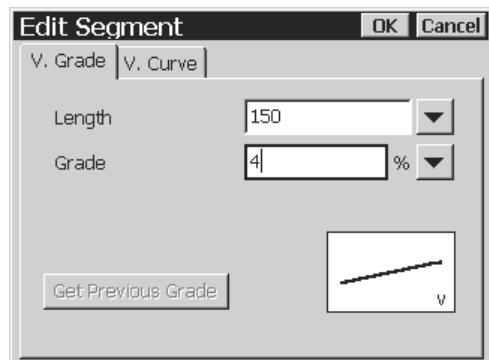 Edit Segment OK Cancel
V. Grade V. Curve
Length 150
Grade 4 %
Get Previous Grade
V